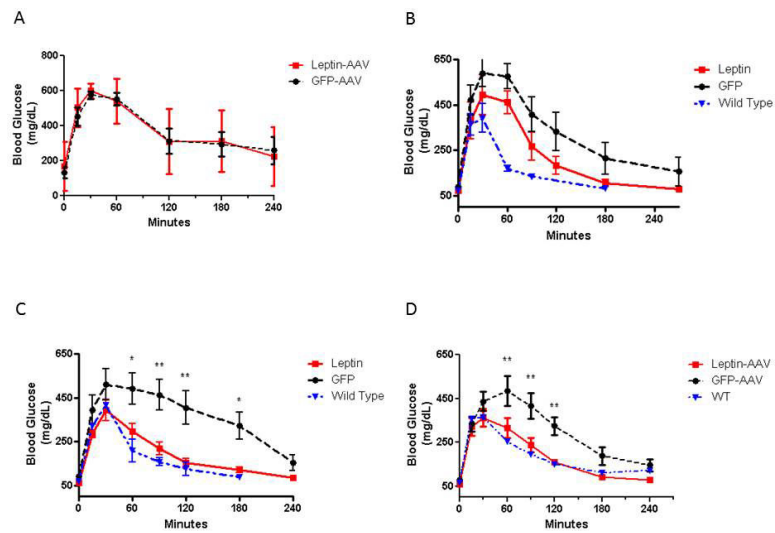 A
800
600
400
200
0
0 60 120 180 240
Minutes
Blood Glucose
(mg/dL)
Leptin-AAV
GFP-AAV
B
650
450
250
50
0 60 120 180 240
Minutes
Blood Glucose
(mg/dL)
Leptin
GFP
Wild Type
C
650
450
250
50
0 60 120 180 240
Minutes
Blood Glucose
(mg/dL)
* ** ** *
Leptin
GFP
Wild Type
D
650
450
250
50
0 60 120 180 240
Minutes
Blood Glucose
(mg/dL)
** ** **
Leptin-AAV
GFP-AAV
WT